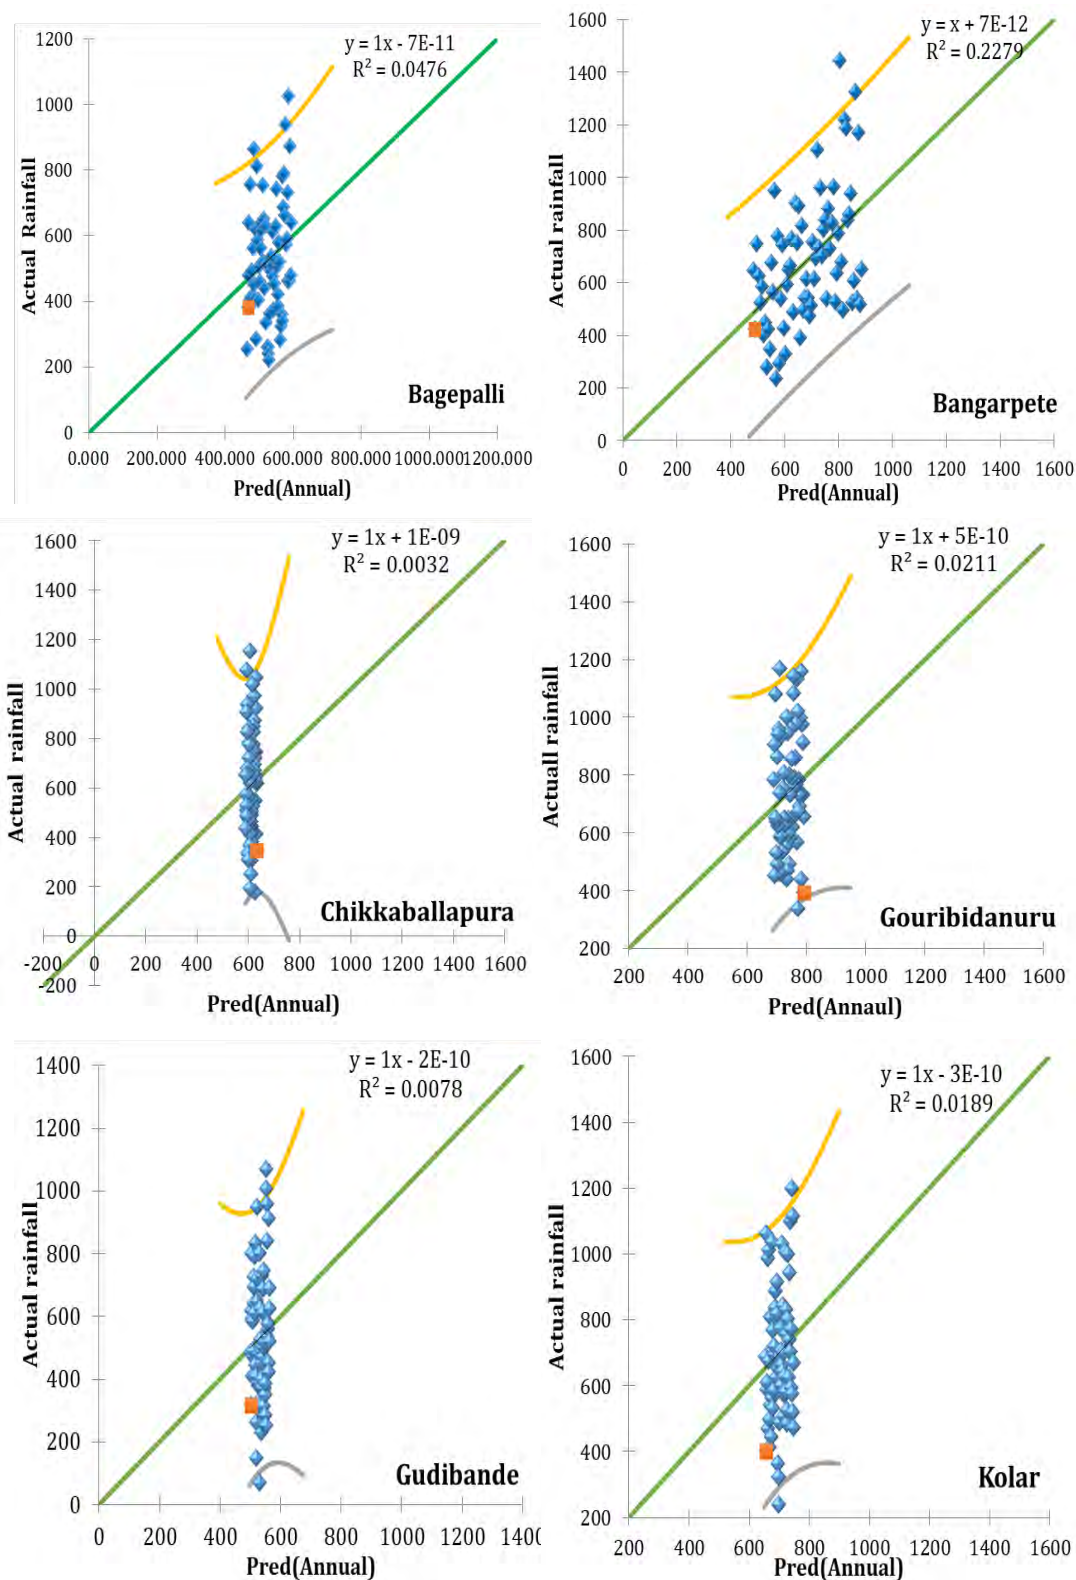 y = 1x - 7E-11
R² = 0.0476
1200
1000
800
600
400
200
0
0.000 200.000 400.000 600.000 800.000 1000.000 1200.000
Actual Rainfall
Pred(Annual)
Bagepalli
y = x + 7E-12
R² = 0.2279
1600
1400
1200
1000
800
600
400
200
0
0 200 400 600 800 1000 1200 1400 1600
Actual rainfall
Pred(Annual)
Bangarpete
y = 1x + 1E-09
R² = 0.0032
1600
1400
1200
1000
800
600
400
200
0
-200
-200 0 200 400 600 800 1000 1200 1400 1600
Actual rainfall
Pred(Annual)
Chikkaballapura
y = 1x + 5E-10
R² = 0.0211
1600
1400
1200
1000
800
600
400
200
200 400 600 800 1000 1200 1400 1600
Actuall rainfall
Pred(Annaul)
Gouribidanuru
y = 1x - 2E-10
R² = 0.0078
1400
1200
1000
800
600
400
200
0
0 200 400 600 800 1000 1200 1400
Actual rainfall
Pred(Annual)
Gudibande
y = 1x - 3E-10
R² = 0.0189
1600
1400
1200
1000
800
600
400
200
200 400 600 800 1000 1200 1400 1600
Actual rainfall
Pred(Annual)
Kolar